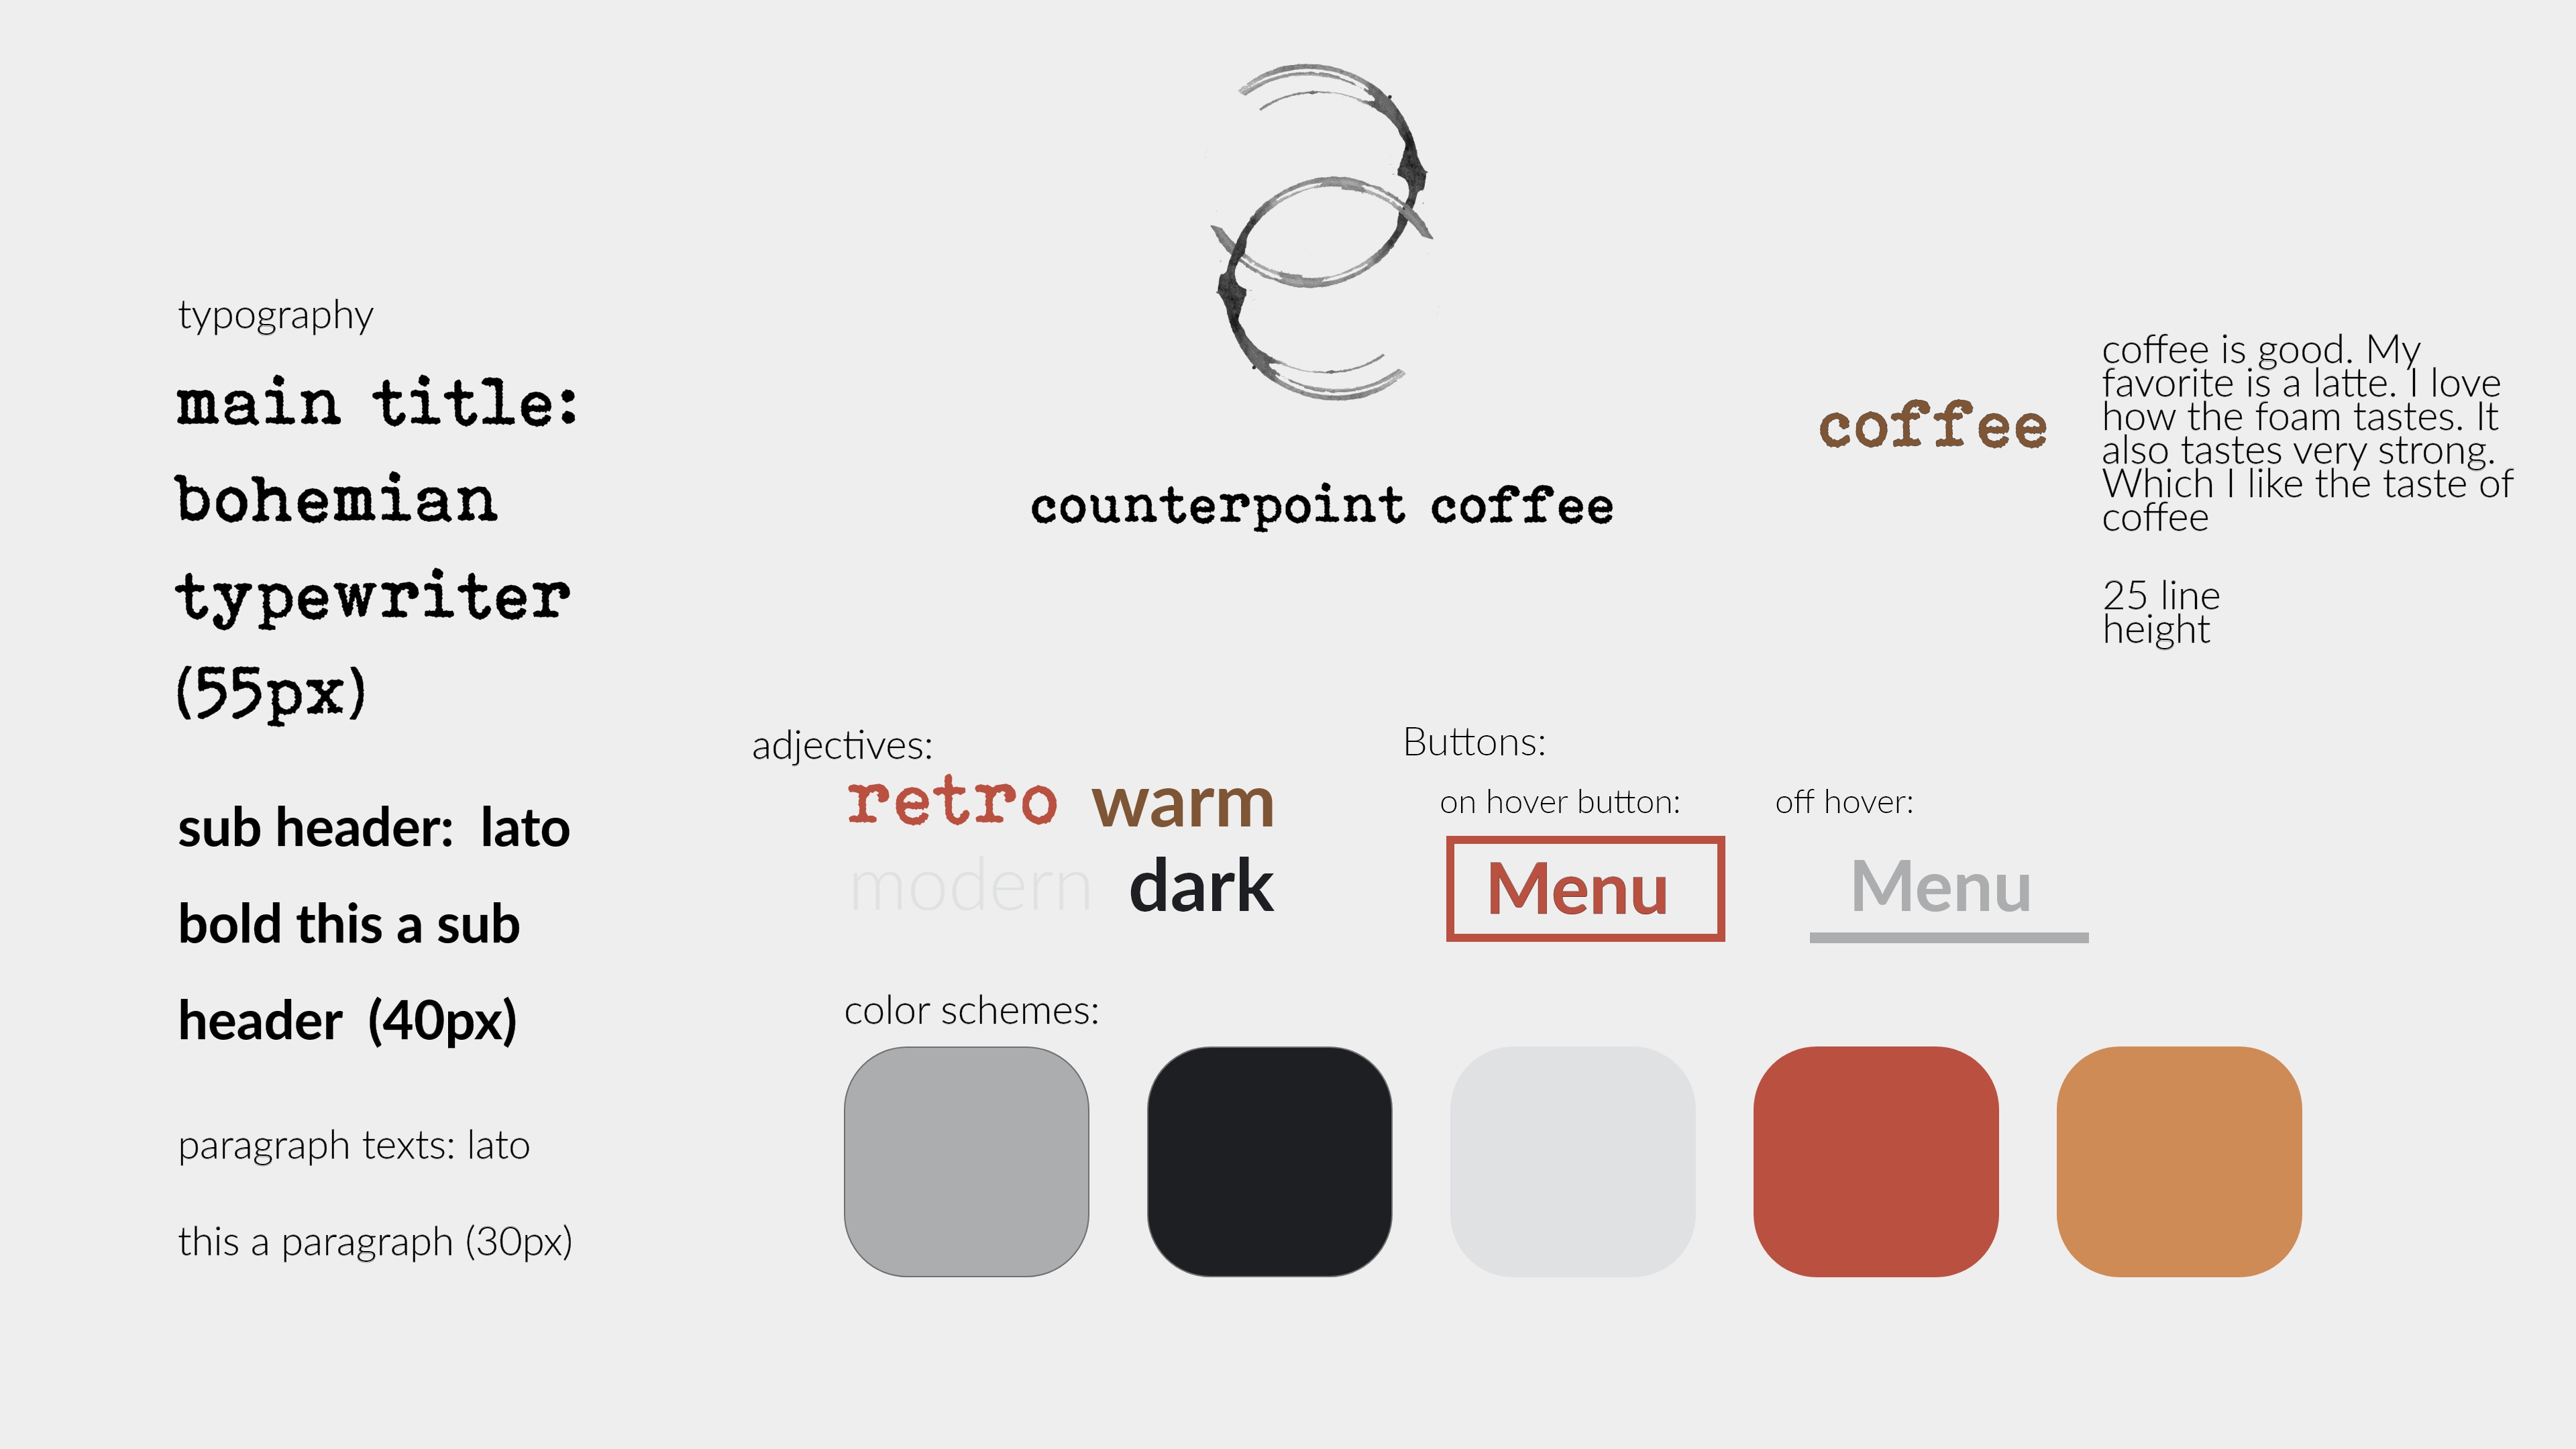 typography
main title:
bohemian
typewriter
(55px)
sub header:  lato
bold this a sub
header  (40px)
paragraph texts: lato
this a paragraph (30px)
counterpoint coffee
coffee
coffee is good. My
favorite is a latte. I love
how the foam tastes. It
also tastes very strong.
Which I like the taste of
coffee
25 line
height
adjectives:
retro warm
modern dark
Buttons:
on hover button:
off hover:
Menu
Menu
color schemes: